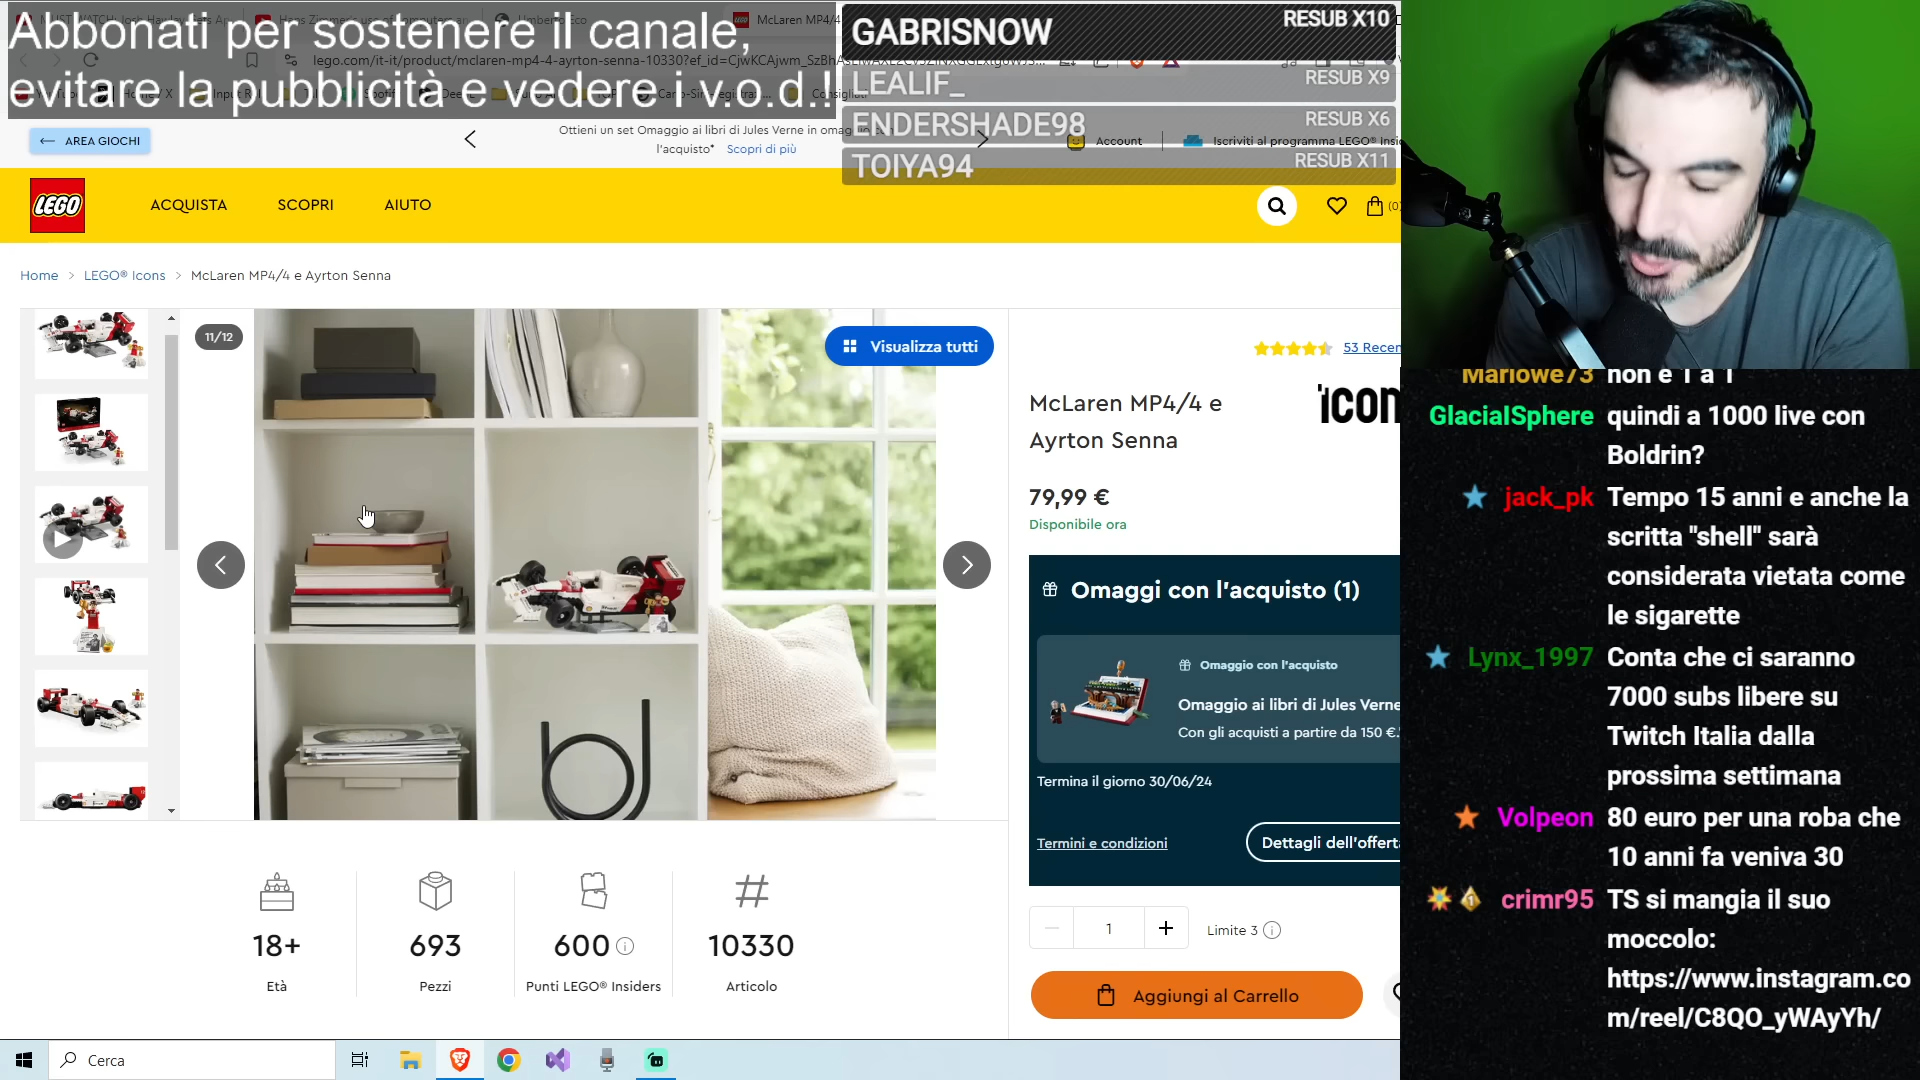 Abbonati per sostenere il canale,
evitare la pubblicità e vedere i v.o.d.!!
GABRISNOW RESUB X10
LEALIF_ RESUB X9
ENDERSHADE98 RESUB X6
TOIYA94 RESUB X11
McLaren MP4/4
AREA GIOCHI
Ottieni un set Omaggio ai libri di Jules Verne in
l'acquisto* Scopri di più
Account
Iscriviti al programma LEGO®
LEGO
ACQUISTA
SCOPRI
AIUTO
Home > LEGO® Icons > McLaren MP4/4 e Ayrton Senna
11/12
Visualizza tutti
53
McLaren MP4/4 e
Ayrton Senna
79,99 €
Disponibile ora
Omaggi con l'acquisto (1)
Omaggio con l'acquisto
Omaggio ai libri di Jules Verne
Con gli acquisti a partire da 150 €.
Termina il giorno 30/06/24
Termini e condizioni
Dettagli dell'offerta
1
Limite 3
Aggiungi al Carrello
18+
Età
693
Pezzi
600
Punti LEGO® Insiders
10330
Articolo
Cerca
Marlowe73 non è 1 a 1
GlacialSphere quindi a 1000 live con
Boldrin?
jack_pk Tempo 15 anni e anche la
scritta "shell" sarà
considerata vietata come
le sigarette
Lynx_1997 Conta che ci saranno
7000 subs libere su
Twitch Italia dalla
prossima settimana
Volpeon 80 euro per una roba che
10 anni fa veniva 30
crimr95 TS si mangia il suo
moccolo:
https://www.instagram.co
m/reel/C8QO_yWAyYh/